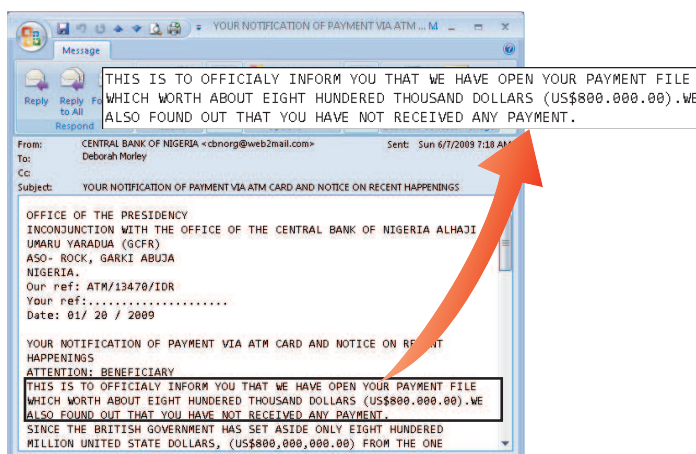 YOUR NOTIFICATION OF PAYMENT VIA ATM ... M
Message
THIS IS TO OFFICIALY INFORM YOU THAT WE HAVE OPEN YOUR PAYMENT FILE
WHICH WORTH ABOUT EIGHT HUNDERED THOUSAND DOLLARS (US$800.000.00).WE
ALSO FOUND OUT THAT YOU HAVE NOT RECEIVED ANY PAYMENT.
Reply
Reply to All
Respond
From: CENTRAL BANK OF NIGERIA <cbnorg@web2mail.com> Sent: Sun 6/7/2009 7:18 AM
To: Deborah Morley
Cc:
Subject: YOUR NOTIFICATION OF PAYMENT VIA ATM CARD AND NOTICE ON RECENT HAPPENINGS
OFFICE OF THE PRESIDENCY
INCONJUNCTION WITH THE OFFICE OF THE CENTRAL BANK OF NIGERIA ALHAJI
UMARU YARADUA (GCFR)
ASO- ROCK, GARKI ABUJA
NIGERIA.
Our ref: ATM/13470/IDR
Your ref:.....................
Date: 01/ 20 / 2009
YOUR NOTIFICATION OF PAYMENT VIA ATM CARD AND NOTICE ON RECENT
HAPPENINGS
ATTENTION: BENEFICIARY
THIS IS TO OFFICIALY INFORM YOU THAT WE HAVE OPEN YOUR PAYMENT FILE
WHICH WORTH ABOUT EIGHT HUNDERED THOUSAND DOLLARS (US$800.000.00).WE
ALSO FOUND OUT THAT YOU HAVE NOT RECEIVED ANY PAYMENT.
SINCE THE BRITISH GOVERNMENT HAS SET ASIDE ONLY EIGHT HUNDERED
MILLION UNITED STATE DOLLARS, (US$800,000,000.00) FROM THE ONE